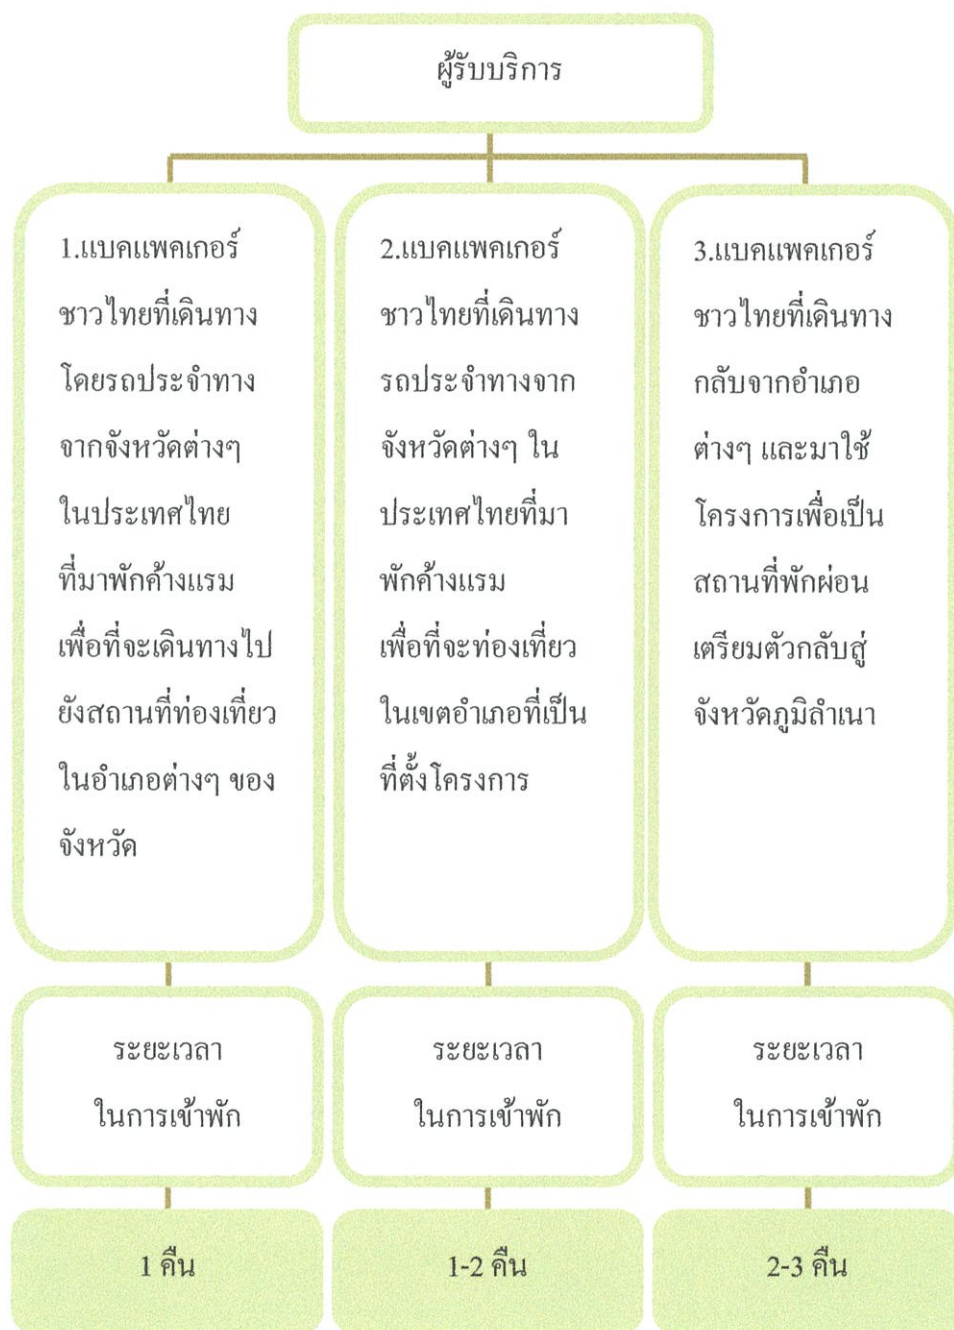 ผู้รับบริการ
1.แบคแพคเกอร์
ชาวไทยที่เดินทาง
โดยรถประจำทาง
จากจังหวัดต่างๆ
ในประเทศไทย
ที่มาพักค้างแรม
เพื่อที่จะเดินทางไป
ยังสถานที่ท่องเที่ยว
ในอำเภอต่างๆ ของ
จังหวัด
2.แบคแพคเกอร์
ชาวไทยที่เดินทาง
รถประจำทางจาก
จังหวัดต่างๆ ใน
ประเทศไทยที่มา
พักค้างแรม
เพื่อที่จะท่องเที่ยว
ในเขตอำเภอที่เป็น
ที่ตั้งโครงการ
3.แบคแพคเกอร์
ชาวไทยที่เดินทาง
กลับจากอำเภอ
ต่างๆ และมาใช้
โครงการเพื่อเป็น
สถานที่พักผ่อน
เตรียมตัวกลับสู่
จังหวัดภูมิลำเนา
ระยะเวลา
ในการเข้าพัก
ระยะเวลา
ในการเข้าพัก
ระยะเวลา
ในการเข้าพัก
1 คืน
1-2 คืน
2-3 คืน